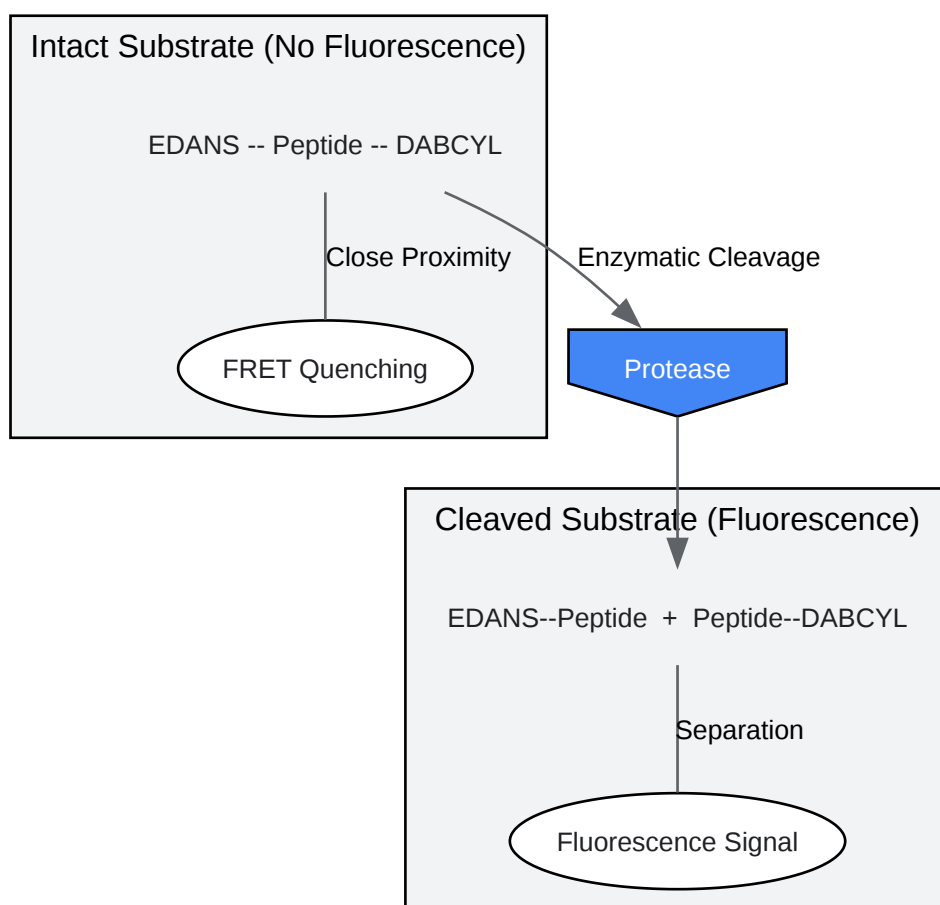 Intact Substrate (No Fluorescence)
EDANS -- Peptide -- DABCYL
Close Proximity
Enzymatic Cleavage
FRET Quenching
Protease
Cleaved Substrate (Fluorescence)
EDANS--Peptide + Peptide--DABCYL
Separation
Fluorescence Signal